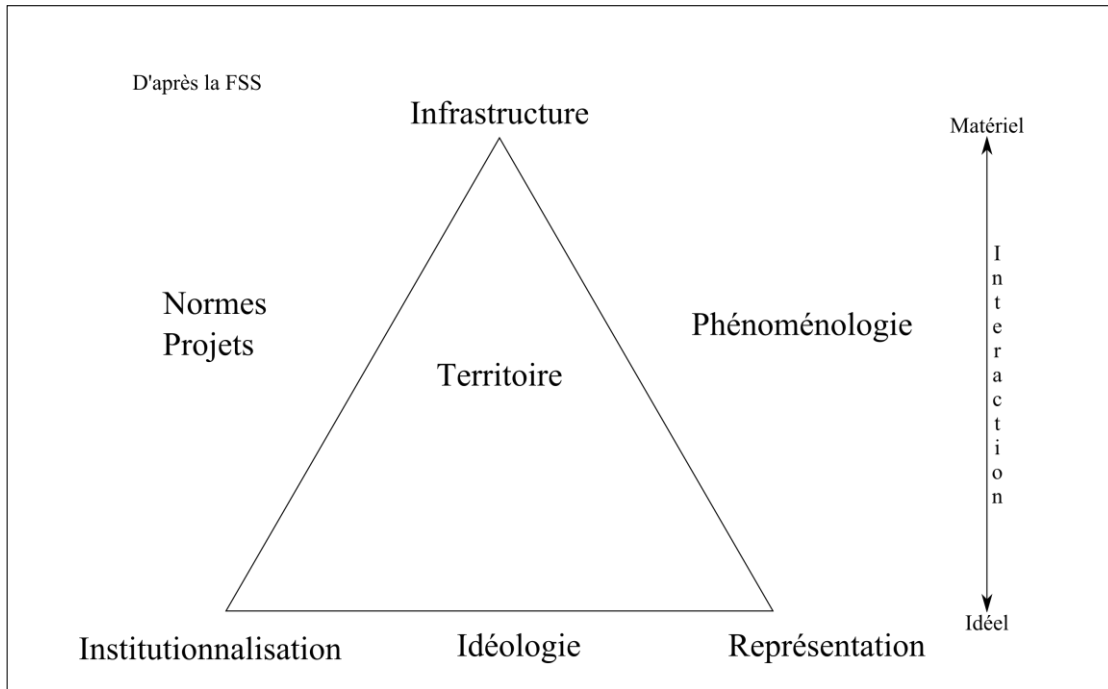 D'après la FSS
Infrastructure
Matériel
Interaction
Normes
Projets
Phénoménologie
Territoire
Idéel
Institutionnalisation
Idéologie
Représentation